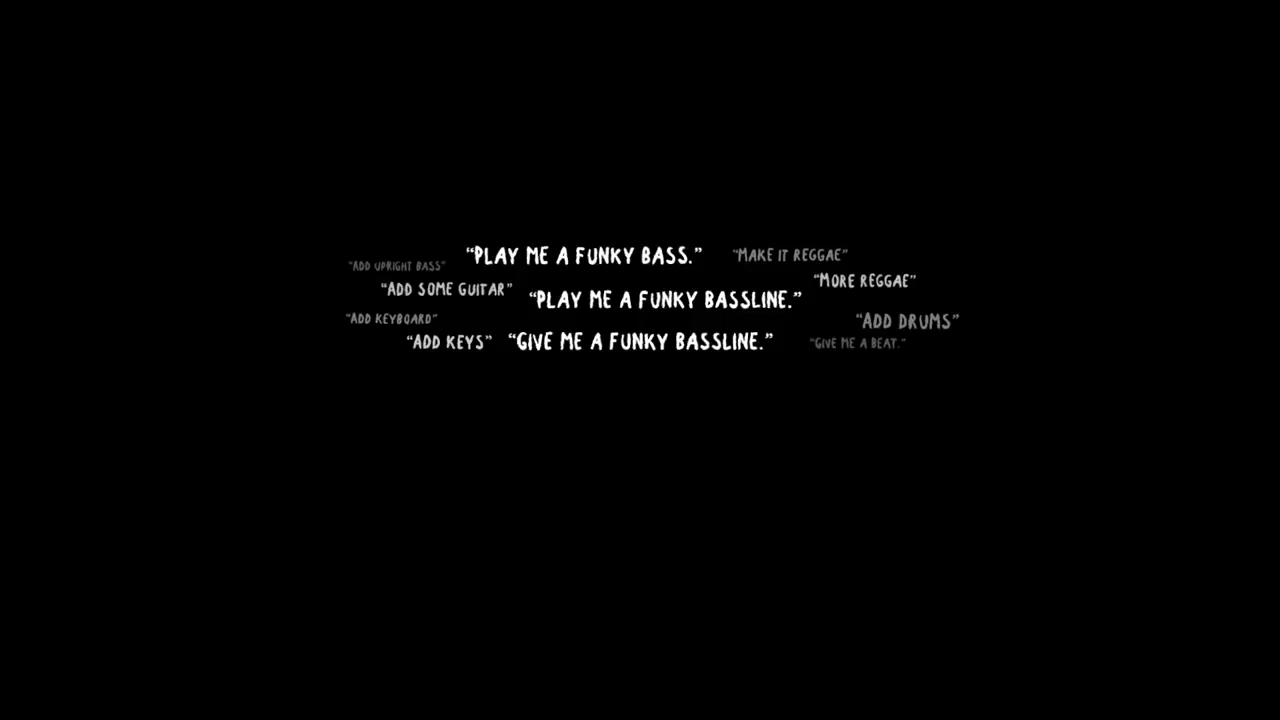 “PLAY ME A FUNKY BASS.” “MAKE IT REGGAE”
“ADD UPRIGHT BASS”
“MORE REGGAE”
“ADD SOME GUITAR” “PLAY ME A FUNKY BASSLINE.”
“ADD KEYBOARD” “ADD DRUMS”
“ADD KEYS” “GIVE ME A FUNKY BASSLINE.” “GIVE ME A BEAT.”